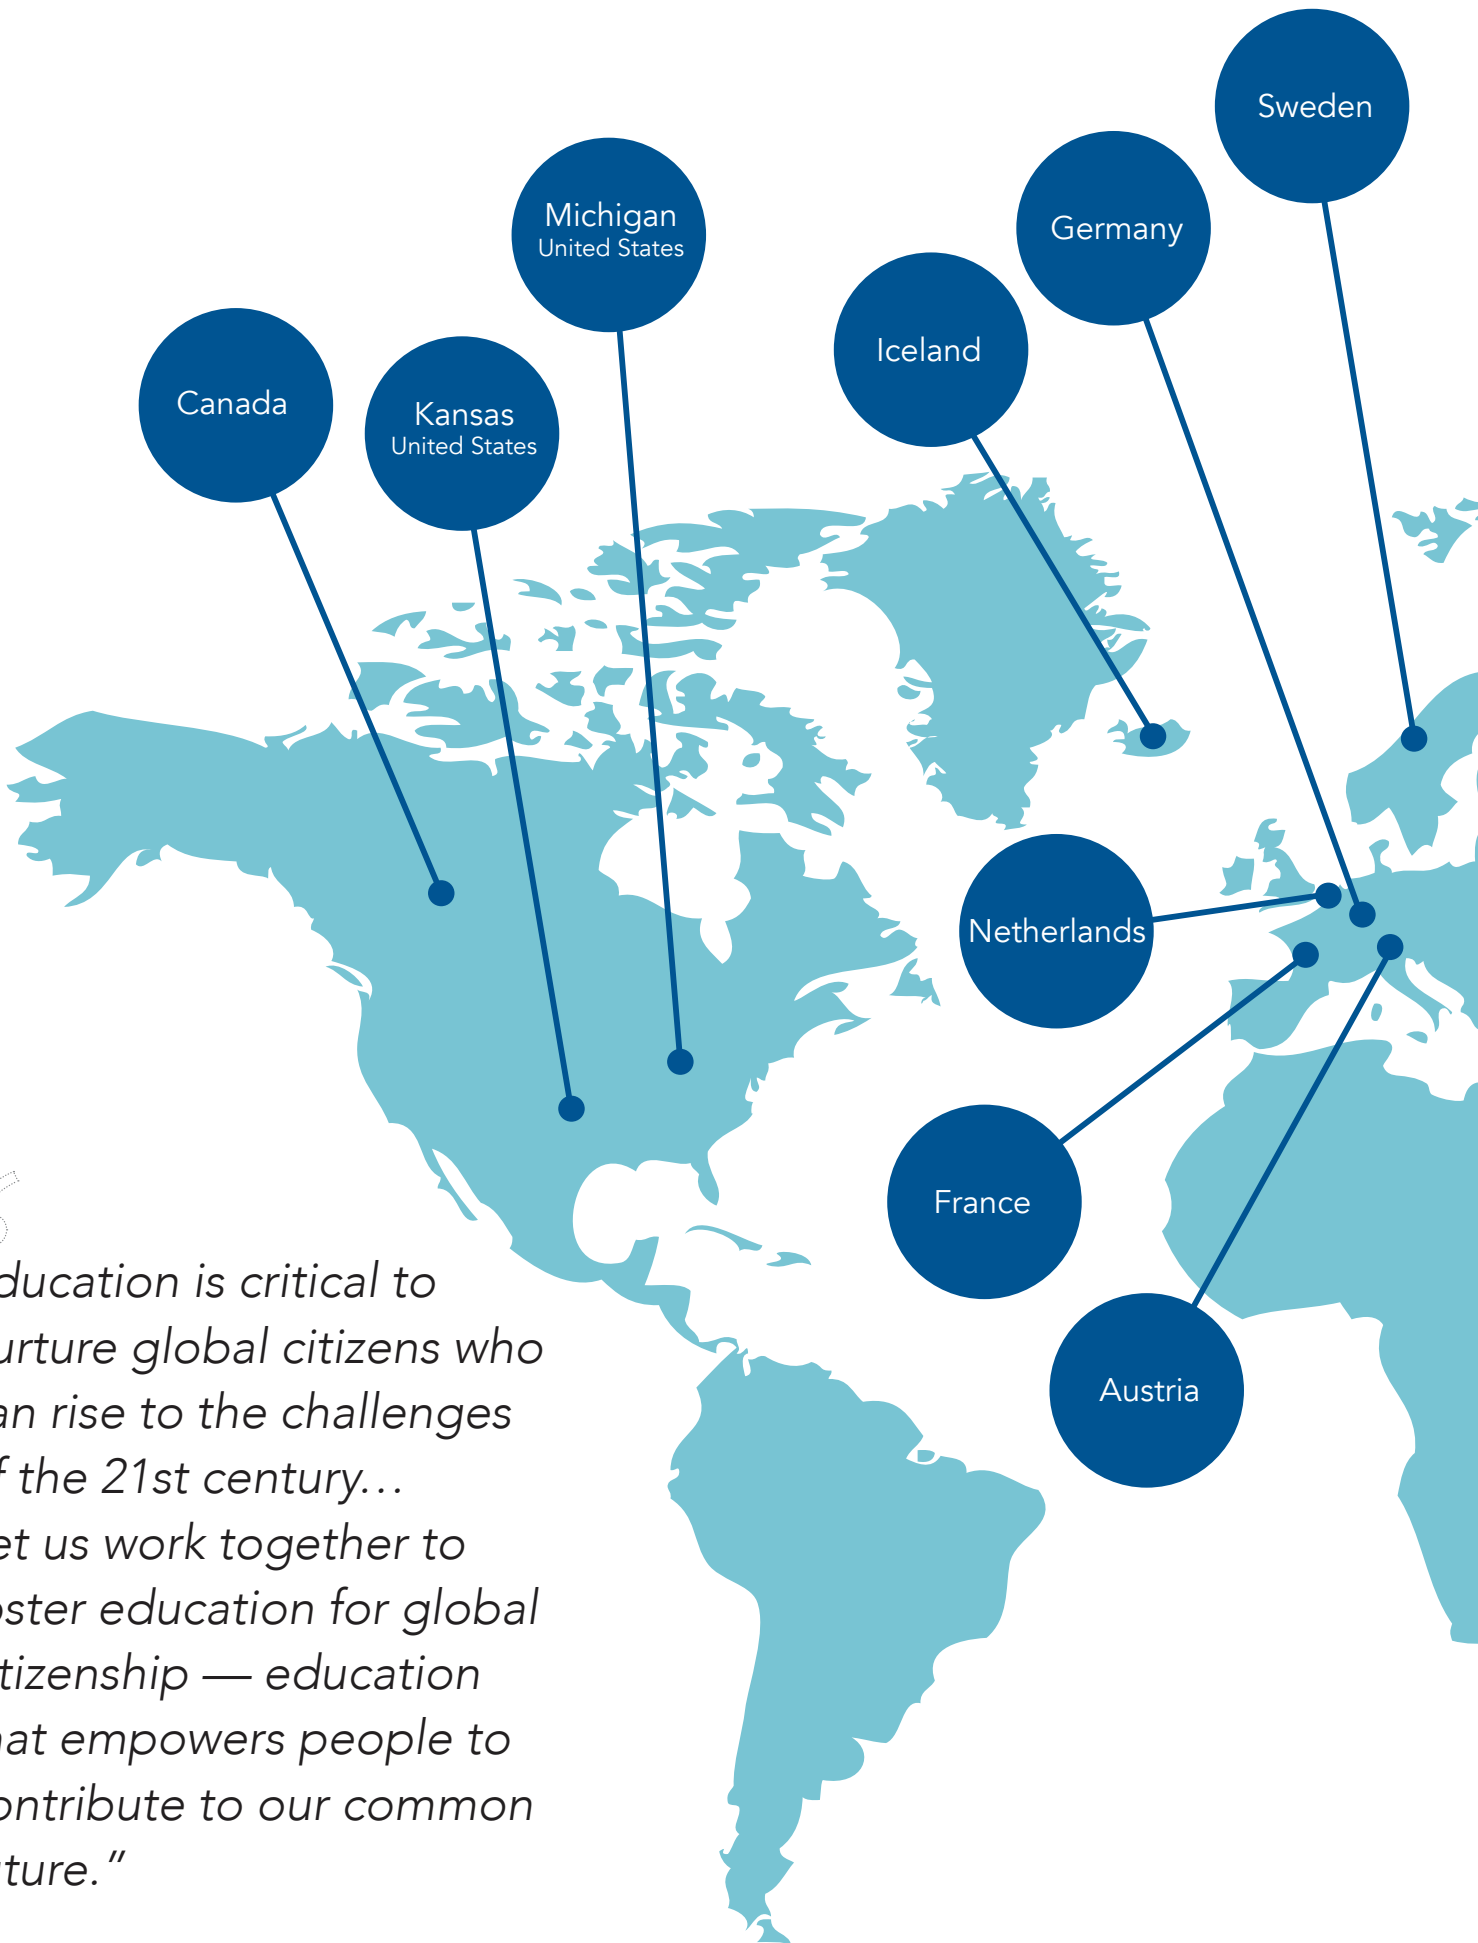 Sweden
Michigan
United States
Germany
Iceland
Canada
Kansas
United States
Netherlands
France
Austria
ducation is critical to
urture global citizens who
an rise to the challenges
f the 21st century…
et us work together to
oster education for global
tizenship — education
hat empowers people to
ontribute to our common
ture.”